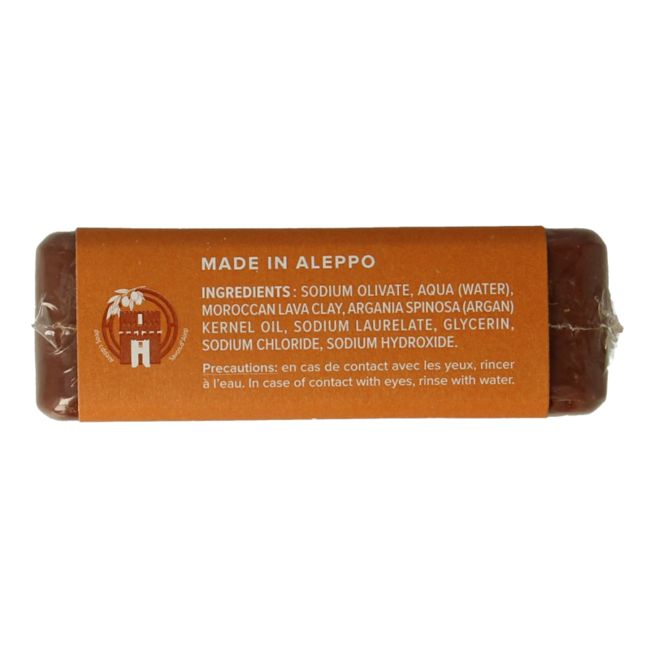 MADE IN ALEPPO
INGREDIENTS: SODIUM OLIVATE, AQUA (WATER),
MOROCCAN LAVA CLAY, ARGANIA SPINOSA (ARGAN)
KERNEL OIL, SODIUM LAURELATE, GLYCERIN,
SODIUM CHLORIDE, SODIUM HYDROXIDE.
Precautions: en cas de contact avec les yeux, rincer
à l'eau. In case of contact with eyes, rinse with water.